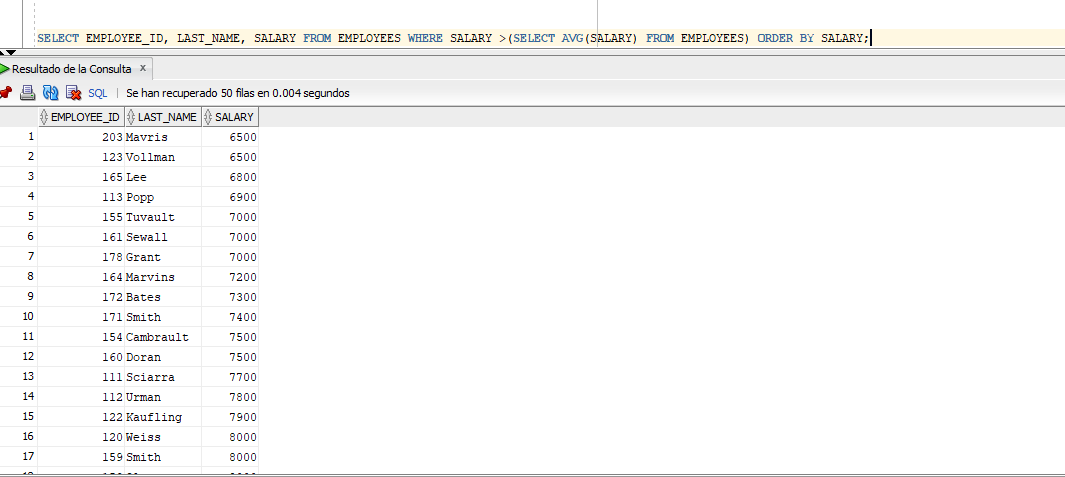 SELECT EMPLOYEE_ID, LAST_NAME, SALARY FROM EMPLOYEES WHERE SALARY >(SELECT AVG(SALARY) FROM EMPLOYEES) ORDER BY SALARY;
Resultado de la Consulta x
SQL | Se han recuperado 50 filas en 0.004 segundos
EMPLOYEE_ID LAST_NAME SALARY
1 203 Mavris 6500
2 123 Vollman 6500
3 165 Lee 6800
4 113 Popp 6900
5 155 Tuvault 7000
6 161 Sewall 7000
7 178 Grant 7000
8 164 Marvins 7200
9 172 Bates 7300
10 171 Smith 7400
11 154 Cambrault 7500
12 160 Doran 7500
13 111 Sciarra 7700
14 112 Urman 7800
15 122 Kaufling 7900
16 120 Weiss 8000
17 159 Smith 8000